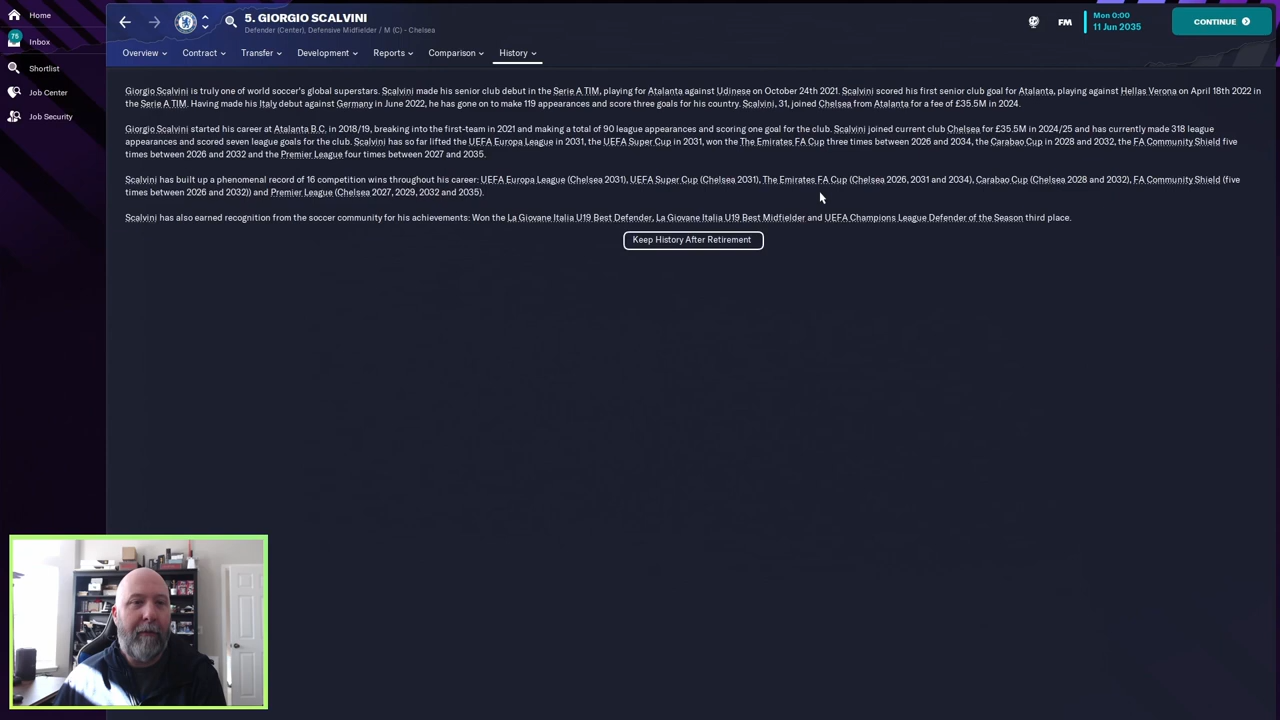 Home
75
Inbox
Shortlist
Job Center
Job Security
5. GIORGIO SCALVINI
Defender (Center), Defensive Midfielder / M (C) - Chelsea
FM
Mon 0:00
11 Jun 2035
CONTINUE
Overview
Contract
Transfer
Development
Reports
Comparison
History
Giorgio Scalvini is truly one of world soccer's global superstars. Scalvini made his senior club debut in the Serie A TIM, playing for Atalanta against Udinese on October 24th 2021. Scalvini scored his first senior club goal for Atalanta, playing against Hellas Verona on April 18th 2022 in
the Serie A TIM. Having made his Italy debut against Germany in June 2022, he has gone on to make 119 appearances and score three goals for his country. Scalvini, 31, joined Chelsea from Atalanta for a fee of £35.5M in 2024.
Giorgio Scalvini started his career at Atalanta B.C. in 2018/19, breaking into the first-team in 2021 and making a total of 90 league appearances and scoring one goal for the club. Scalvini joined current club Chelsea for £35.5M in 2024/25 and has currently made 318 league
appearances and scored seven league goals for the club. Scalvini has so far lifted the UEFA Europa League in 2031, the UEFA Super Cup in 2031, won the The Emirates FA Cup three times between 2026 and 2034, the Carabao Cup in 2028 and 2032, the FA Community Shield five
times between 2026 and 2032 and the Premier League four times between 2027 and 2035.
Scalvini has built up a phenomenal record of 16 competition wins throughout his career: UEFA Europa League (Chelsea 2031), UEFA Super Cup (Chelsea 2031), The Emirates FA Cup (Chelsea 2026, 2031 and 2034), Carabao Cup (Chelsea 2028 and 2032), FA Community Shield (five
times between 2026 and 2032)) and Premier League (Chelsea 2027, 2029, 2032 and 2035).
Scalvini has also earned recognition from the soccer community for his achievements: Won the La Giovane Italia U19 Best Defender, La Giovane Italia U19 Best Midfielder and UEFA Champions League Defender of the Season third place.
Keep History After Retirement